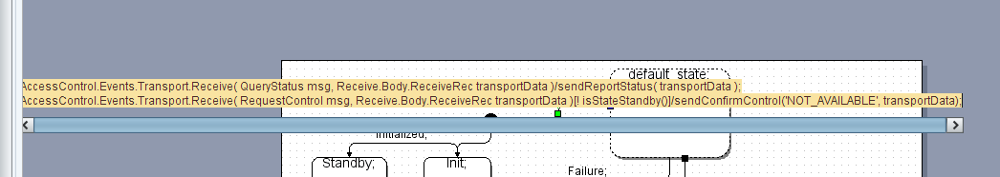 default_state;
AccessControl.Events.Transport.Receive( QueryStatus msg, Receive.Body.ReceiveRec transportData )/sendReportStatus( transportData );
AccessControl.Events.Transport.Receive( RequestControl msg, Receive.Body.ReceiveRec transportData )[! isStateStandby()]/sendConfirmControl('NOT_AVAILABLE', transportData);
Initialized;
Standby;
Init;
Failure;